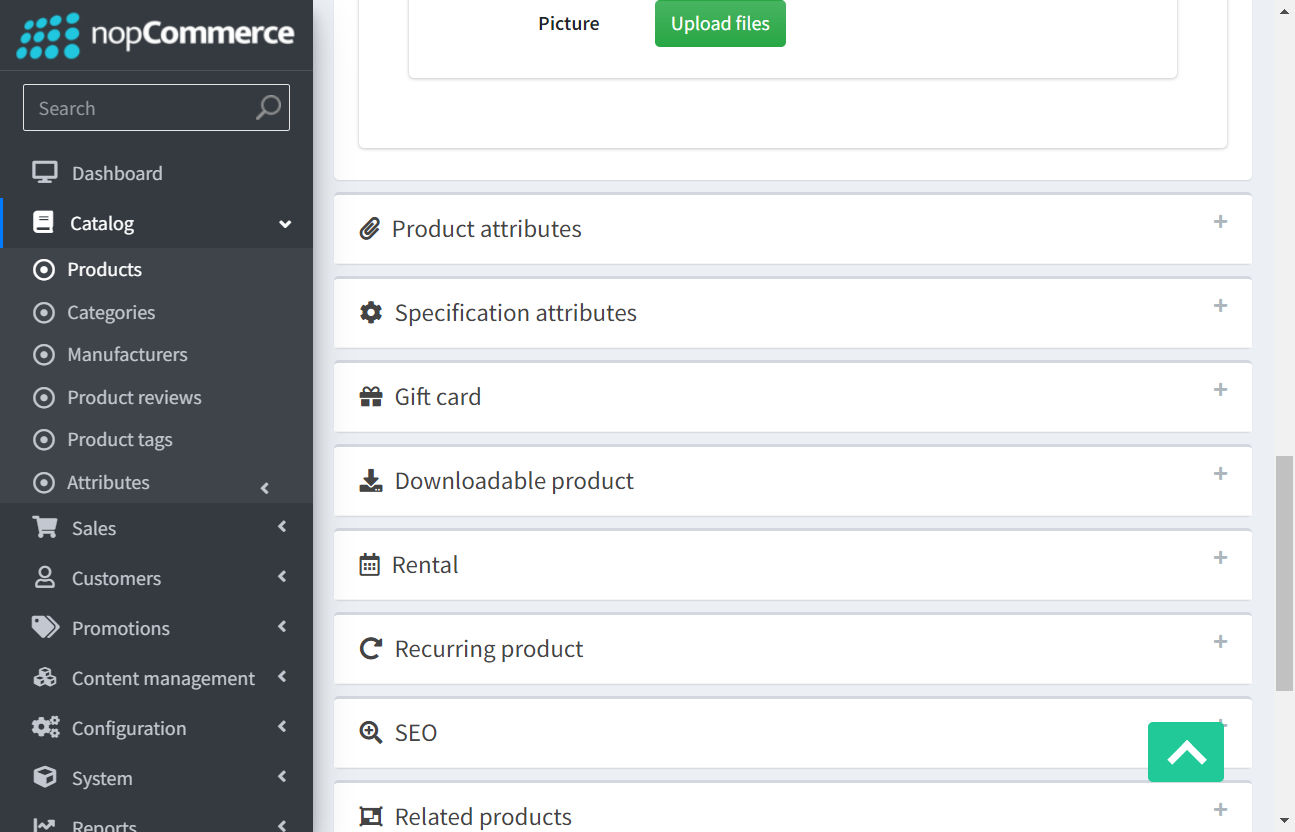 nopCommerce
Search
Dashboard
Catalog
Products
Categories
Manufacturers
Product reviews
Product tags
Attributes
Sales
Customers
Promotions
Content management
Configuration
System
Reports
Picture
Upload files
Product attributes
Specification attributes
Gift card
Downloadable product
Rental
Recurring product
SEO
Related products